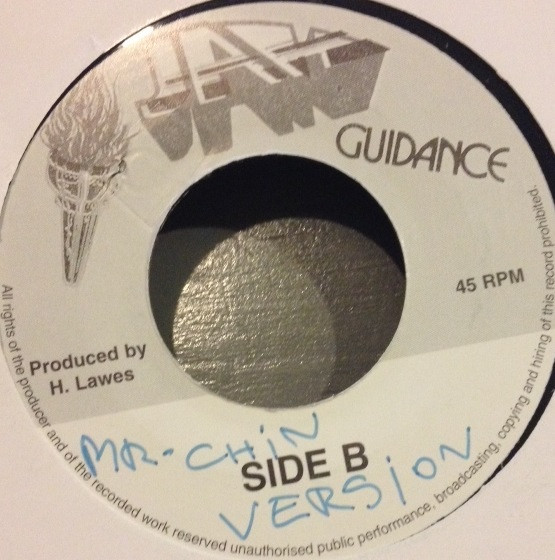 JAH
GUIDANCE
45 RPM
Produced by
H. Lawes
MR-CHIN
SIDE B
VERSION
All rights of the producer and of the recorded work reserved unauthorised public performance, broadcasting, copying and hiring of this record prohibited.